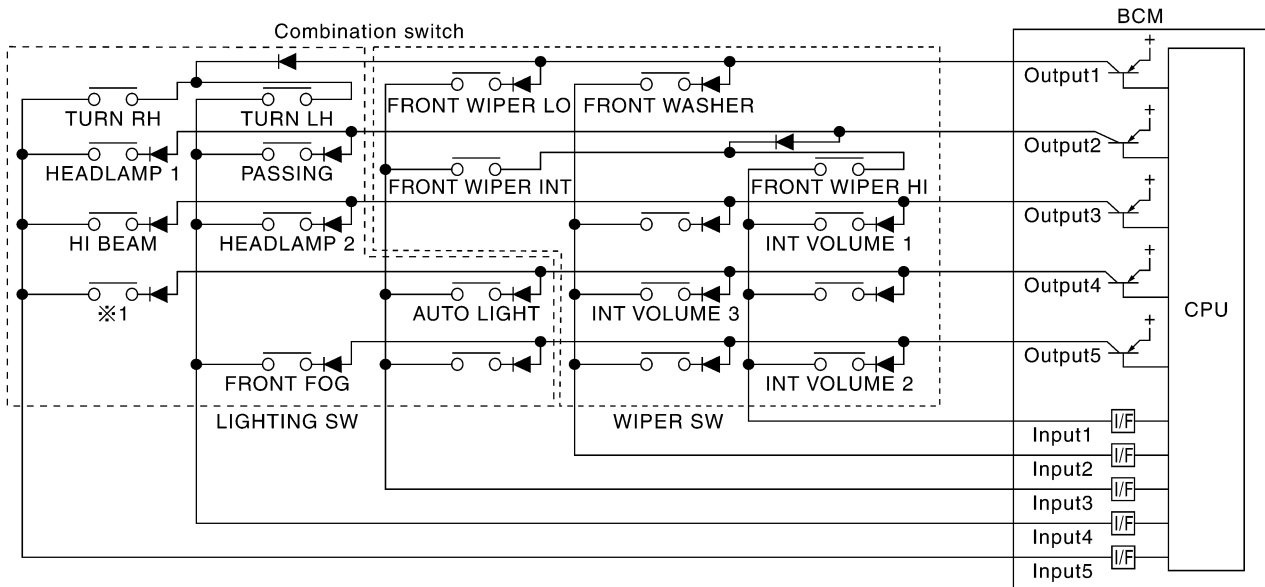 BCM
Combination switch
+
Output1
TURN RH
TURN LH
FRONT WIPER LO
FRONT WASHER
+
Output2
HEADLAMP 1
PASSING
FRONT WIPER INT
FRONT WIPER HI
+
Output3
HI BEAM
HEADLAMP 2
INT VOLUME 1
+
Output4
※1
AUTO LIGHT
INT VOLUME 3
CPU
+
Output5
FRONT FOG
INT VOLUME 2
LIGHTING SW
WIPER SW
I/F
Input1
I/F
Input2
I/F
Input3
I/F
Input4
I/F
Input5